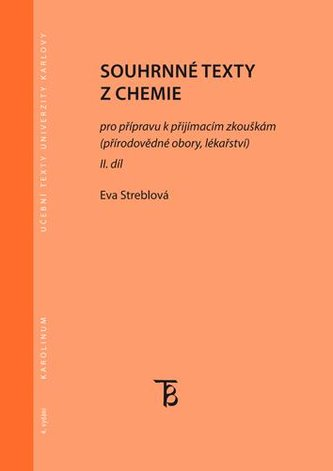 SOUHRNNÉ TEXTY
Z CHEMIE
pro přípravu k přijímacím zkouškám
(přírodovědné obory, lékařství)
II. díl
Eva Streblová
UČEBNÍ TEXTY UNIVERZITY KARLOVY
KAROLINUM